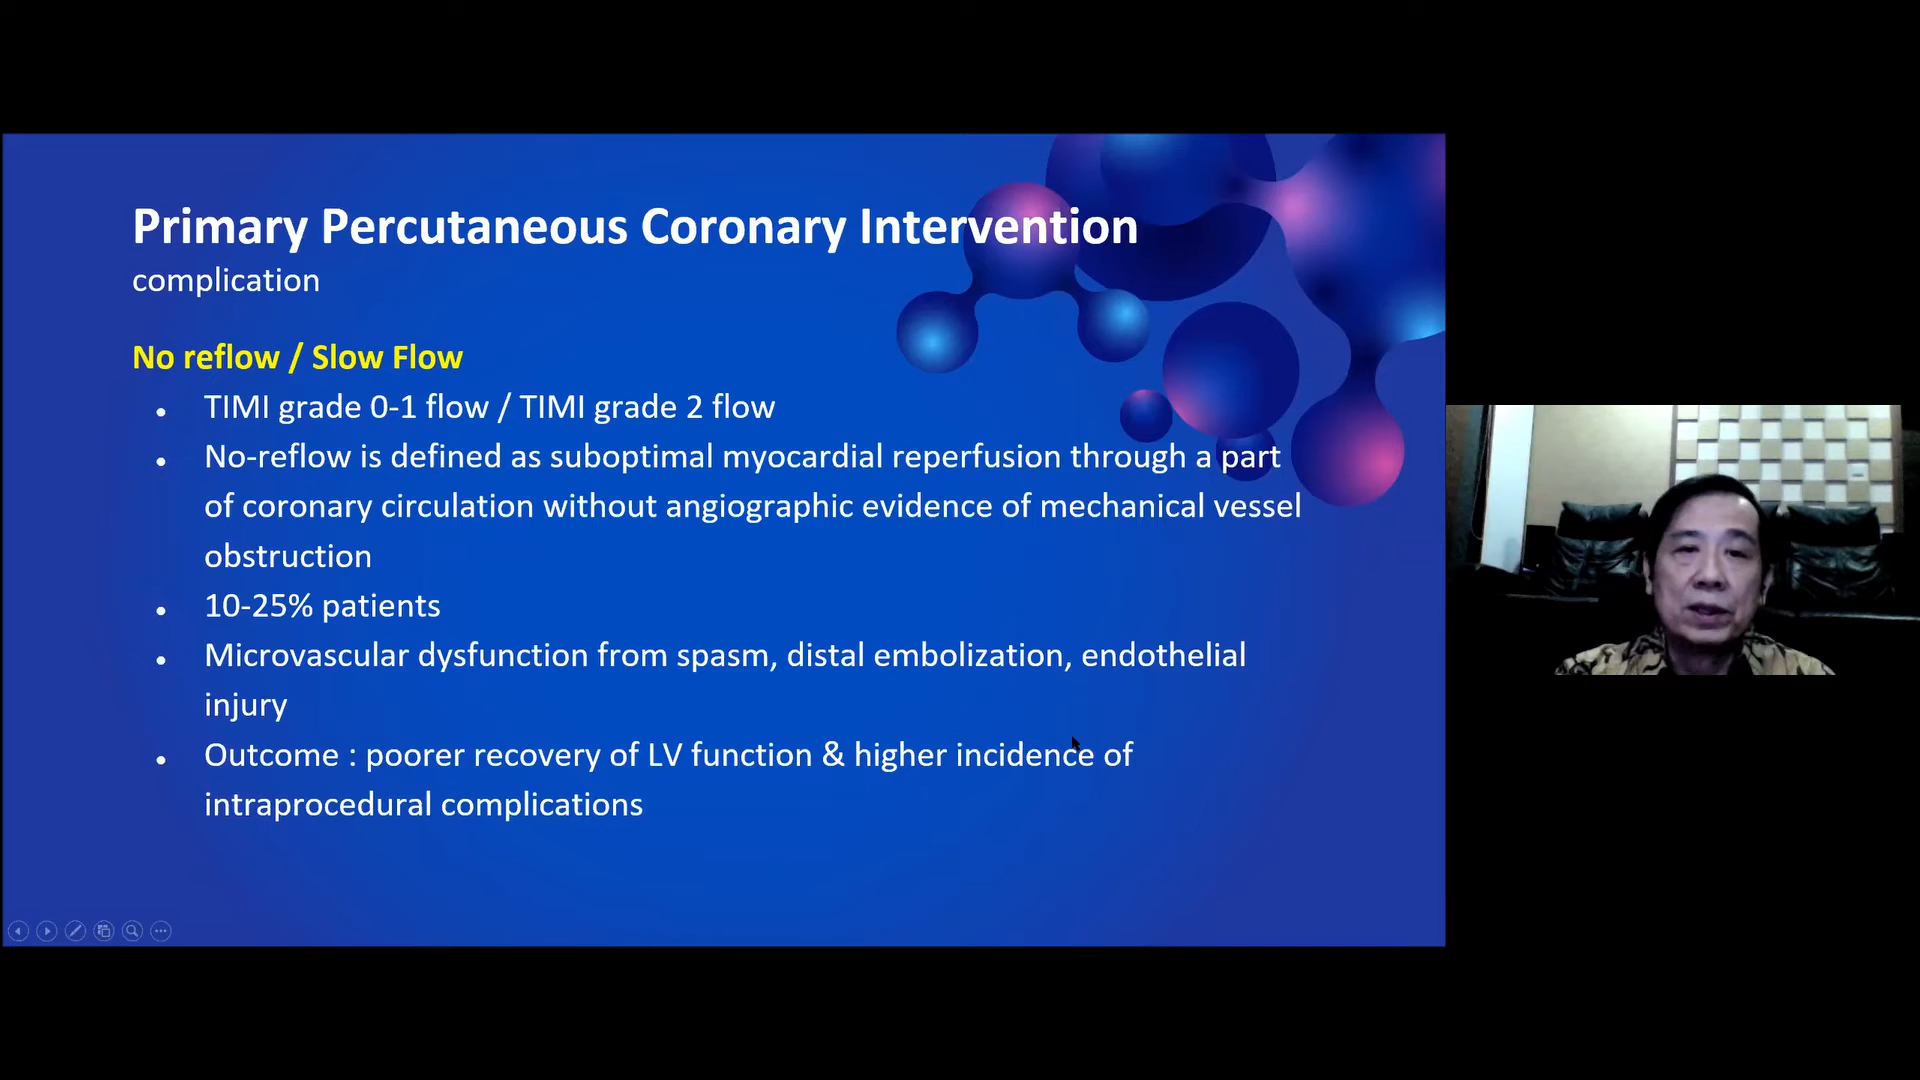 Primary Percutaneous Coronary Intervention
complication
No reflow / Slow Flow
• TIMI grade 0-1 flow / TIMI grade 2 flow
• No-reflow is defined as suboptimal myocardial reperfusion through a part
of coronary circulation without angiographic evidence of mechanical vessel
obstruction
• 10-25% patients
• Microvascular dysfunction from spasm, distal embolization, endothelial
injury
• Outcome : poorer recovery of LV function & higher incidence of
intraprocedural complications